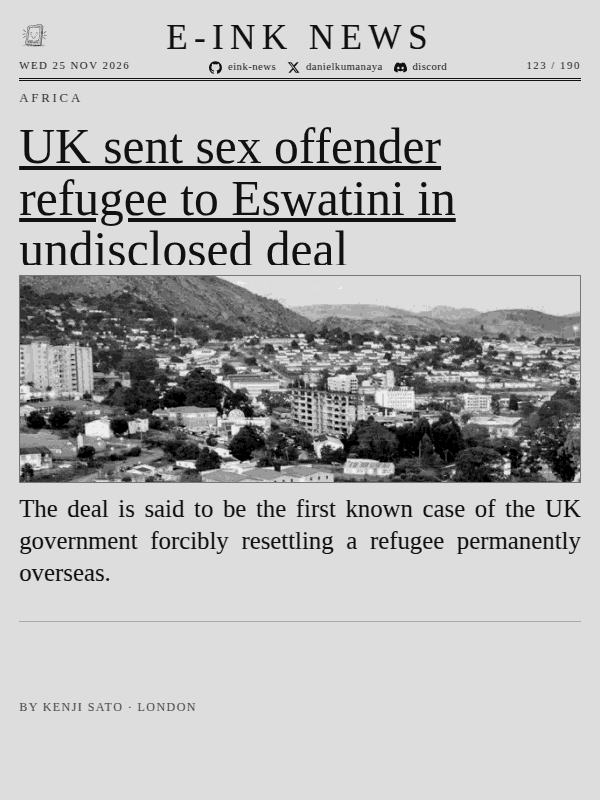 E-INK NEWS
WED 25 NOV 2026
eink-news danielkumanaya discord
123 / 190
AFRICA
UK sent sex offender
refugee to Eswatini in
undisclosed deal
The deal is said to be the first known case of the UK
government forcibly resettling a refugee permanently
overseas.
BY KENJI SATO · LONDON